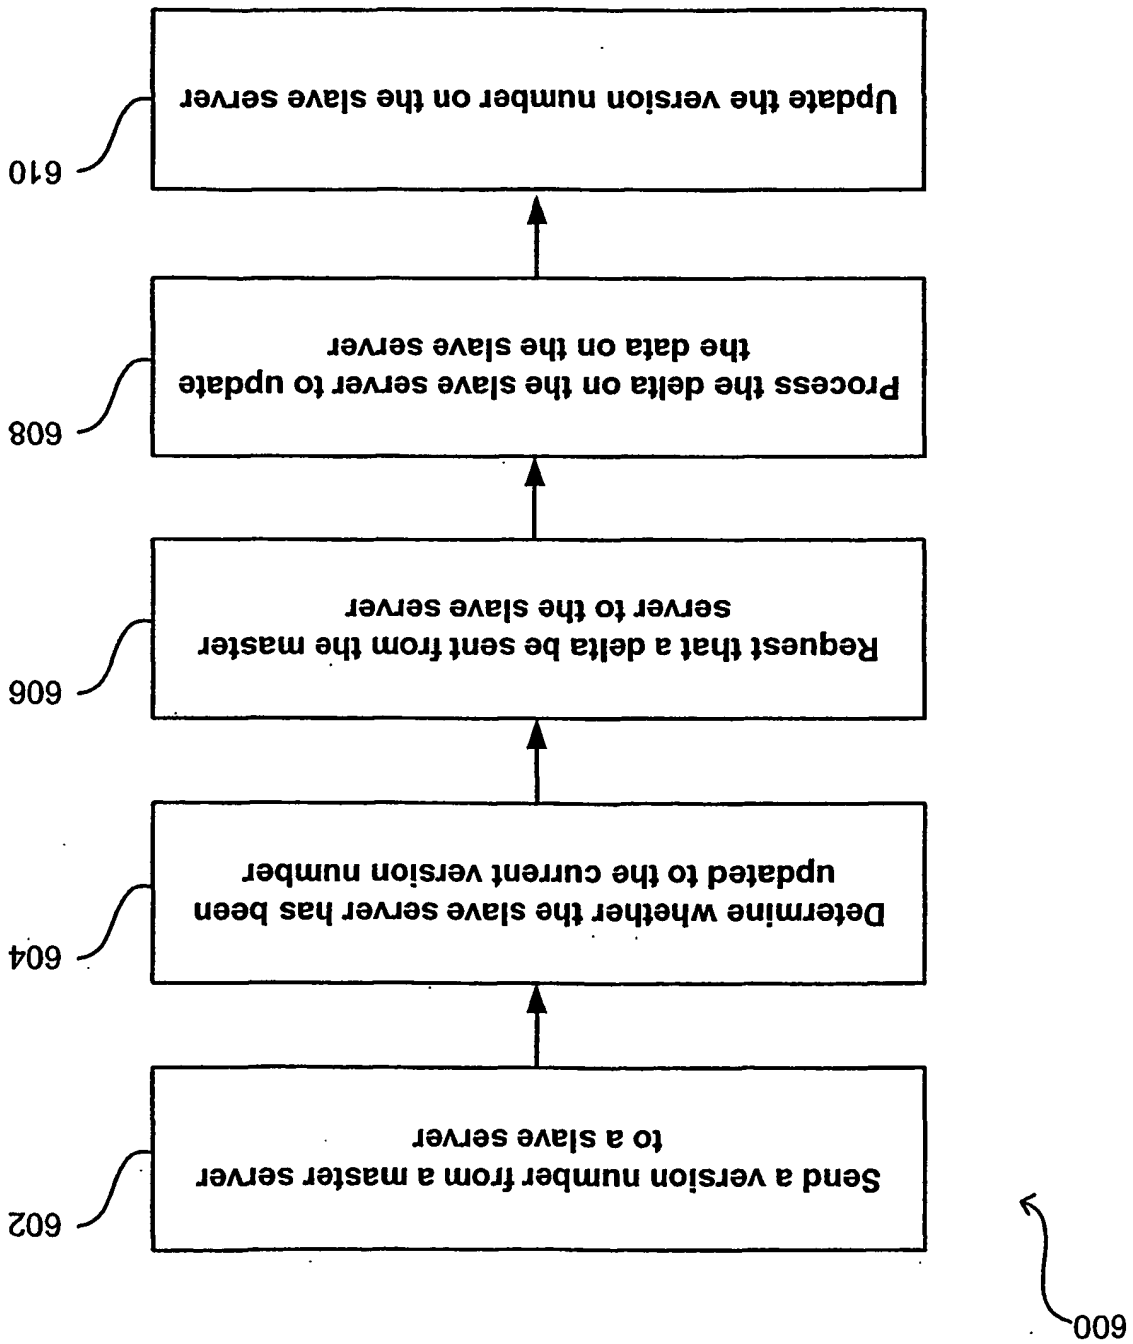 600
Send a version number from a master server
to a slave server
602
Determine whether the slave server has been
updated to the current version number
604
Request that a delta be sent from the master
server to the slave server
606
Process the delta on the slave server to update
the data on the slave server
608
Update the version number on the slave server
610